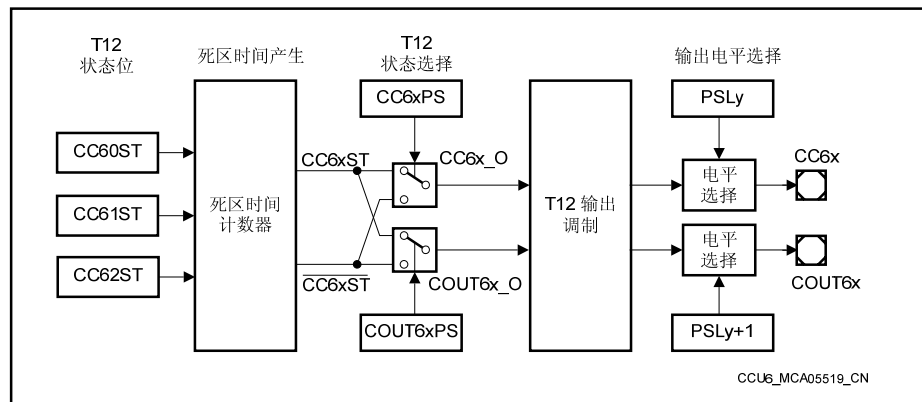 T12
状态位
死区时间产生
T12
状态选择
输出电平选择
CC6xPS
PSLy
CC60ST
CC61ST
CC62ST
死区时间
计数器
CC6xST
CC6xST
CC6x_O
COUT6x_O
COUT6xPS
T12 输出
调制
电平
选择
CC6x
电平
选择
COUT6x
PSLy+1
CCU6_MCA05519_CN